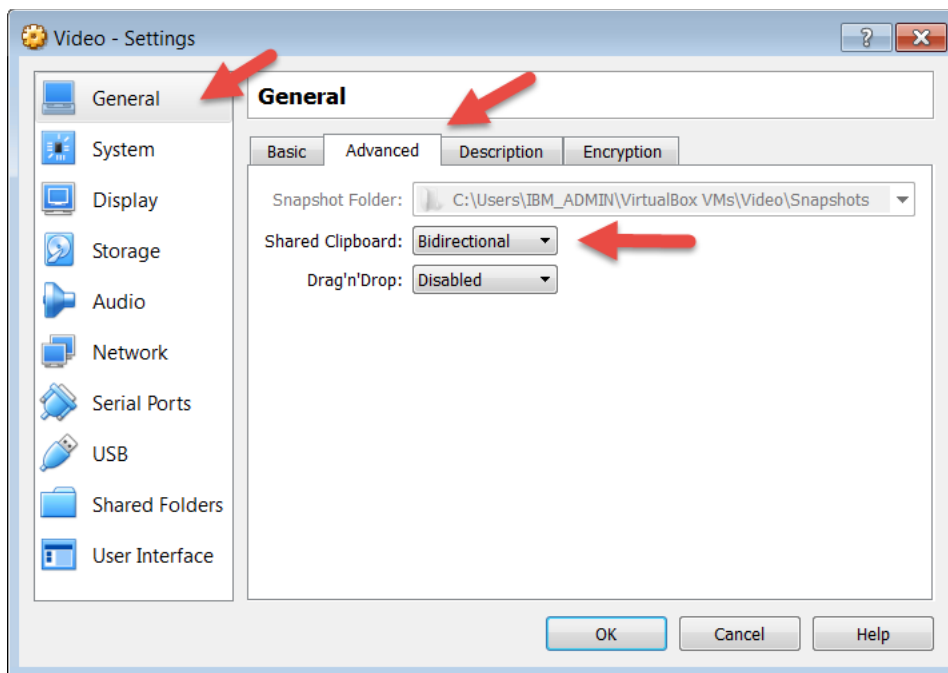 Video - Settings
General
System
Display
Storage
Audio
Network
Serial Ports
USB
Shared Folders
User Interface
General
Basic Advanced Description Encryption
Snapshot Folder: C:\Users\IBM_ADMIN\VirtualBox VMs\Video\Snapshots
Shared Clipboard: Bidirectional
Drag'n'Drop: Disabled
OK Cancel Help